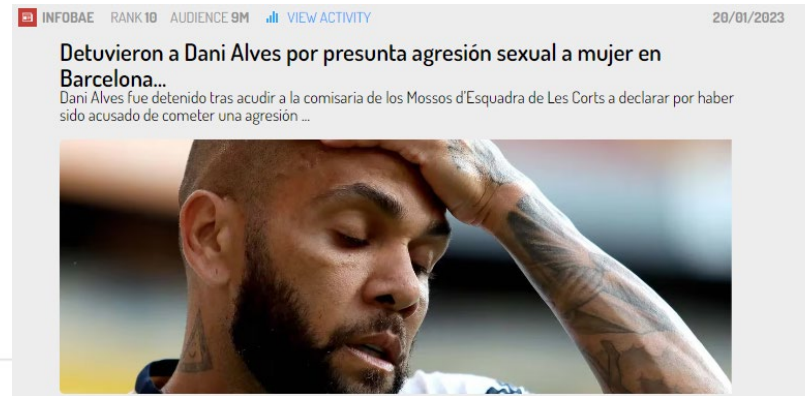 INFOBAE RANK 10 AUDIENCE 9M VIEW ACTIVITY 20/01/2023
Detuvieron a Dani Alves por presunta agresión sexual a mujer en
Barcelona...
Dani Alves fue detenido tras acudir a la comisaria de los Mossos d'Esquadra de Les Corts a declarar por haber
sido acusado de cometer una agresión ...